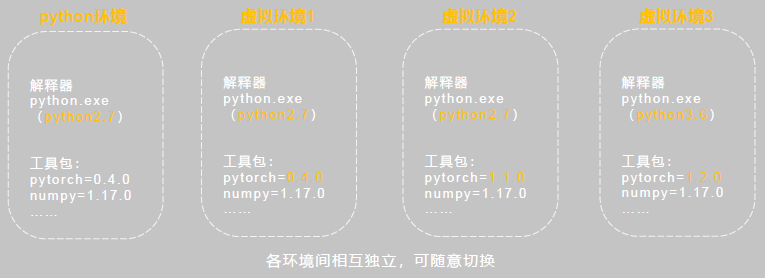 python环境
解释器
python.exe
（python2.7）
工具包：
pytorch=0.4.0
numpy=1.17.0
……
虚拟环境1
解释器
python.exe
（python2.7）
工具包：
pytorch=0.4.0
numpy=1.17.0
……
虚拟环境2
解释器
python.exe
（python2.7）
工具包：
pytorch=1.1.0
numpy=1.17.0
……
虚拟环境3
解释器
python.exe
（python3.6）
工具包：
pytorch=1.2.0
numpy=1.17.0
……
各环境间相互独立，可随意切换